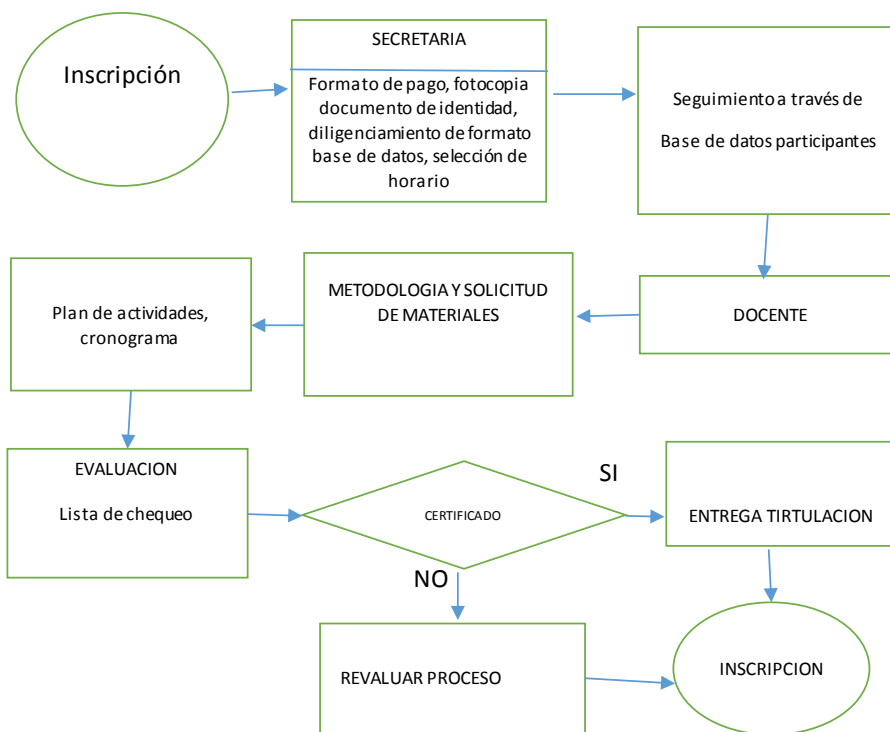 Inscripción
SECRETARIA
Formato de pago, fotocopia
documento de identidad,
diligenciamiento de formato
base de datos, selección de
horario
Seguimiento a través de
Base de datos participantes
DOCENTE
METODOLOGIA Y SOLICITUD
DE MATERIALES
Plan de actividades,
cronograma
EVALUACION
Lista de chequeo
CERTIFICADO
SI
ENTREGA TIRTULACION
NO
REVALUAR PROCESO
INSCRIPCION